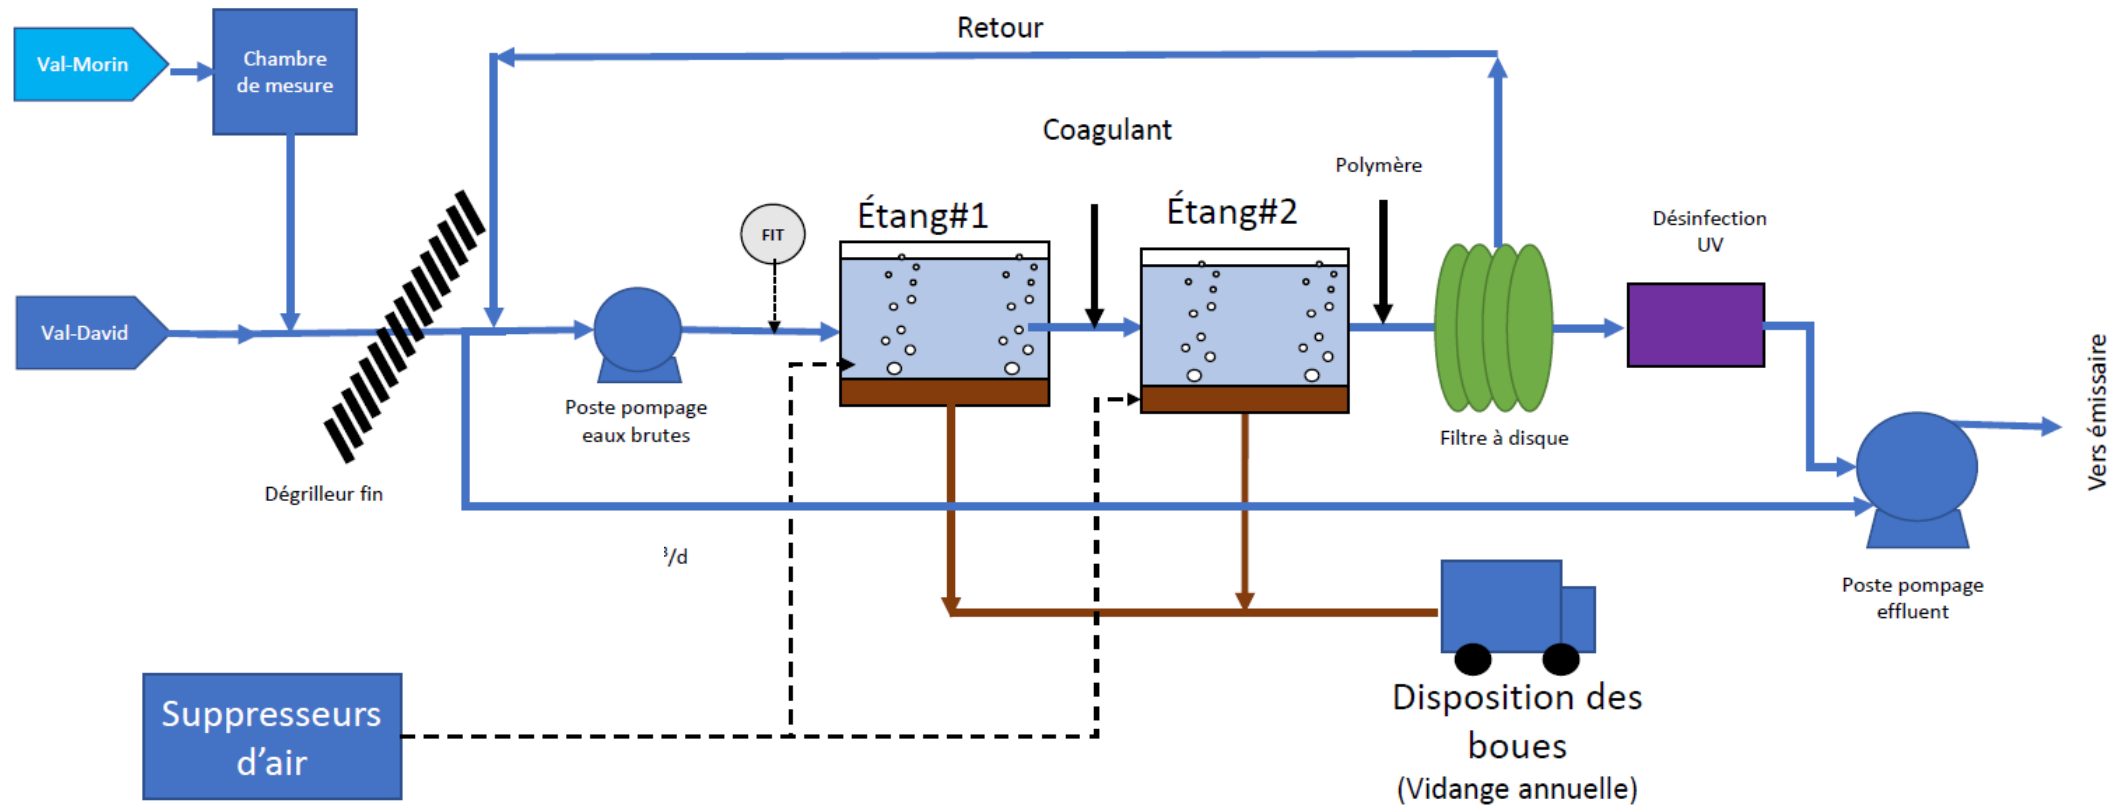 Retour
Val-Morin
Chambre
de mesure
Coagulant
Polymère
Étang#1
Étang#2
FIT
Désinfection
UV
Val-David
Poste pompage
eaux brutes
Filtre à disque
Vers émissaire
Dégrilleur fin
³/d
Poste pompage
effluent
Suppresseurs
d’air
Disposition des
boues
(Vidange annuelle)